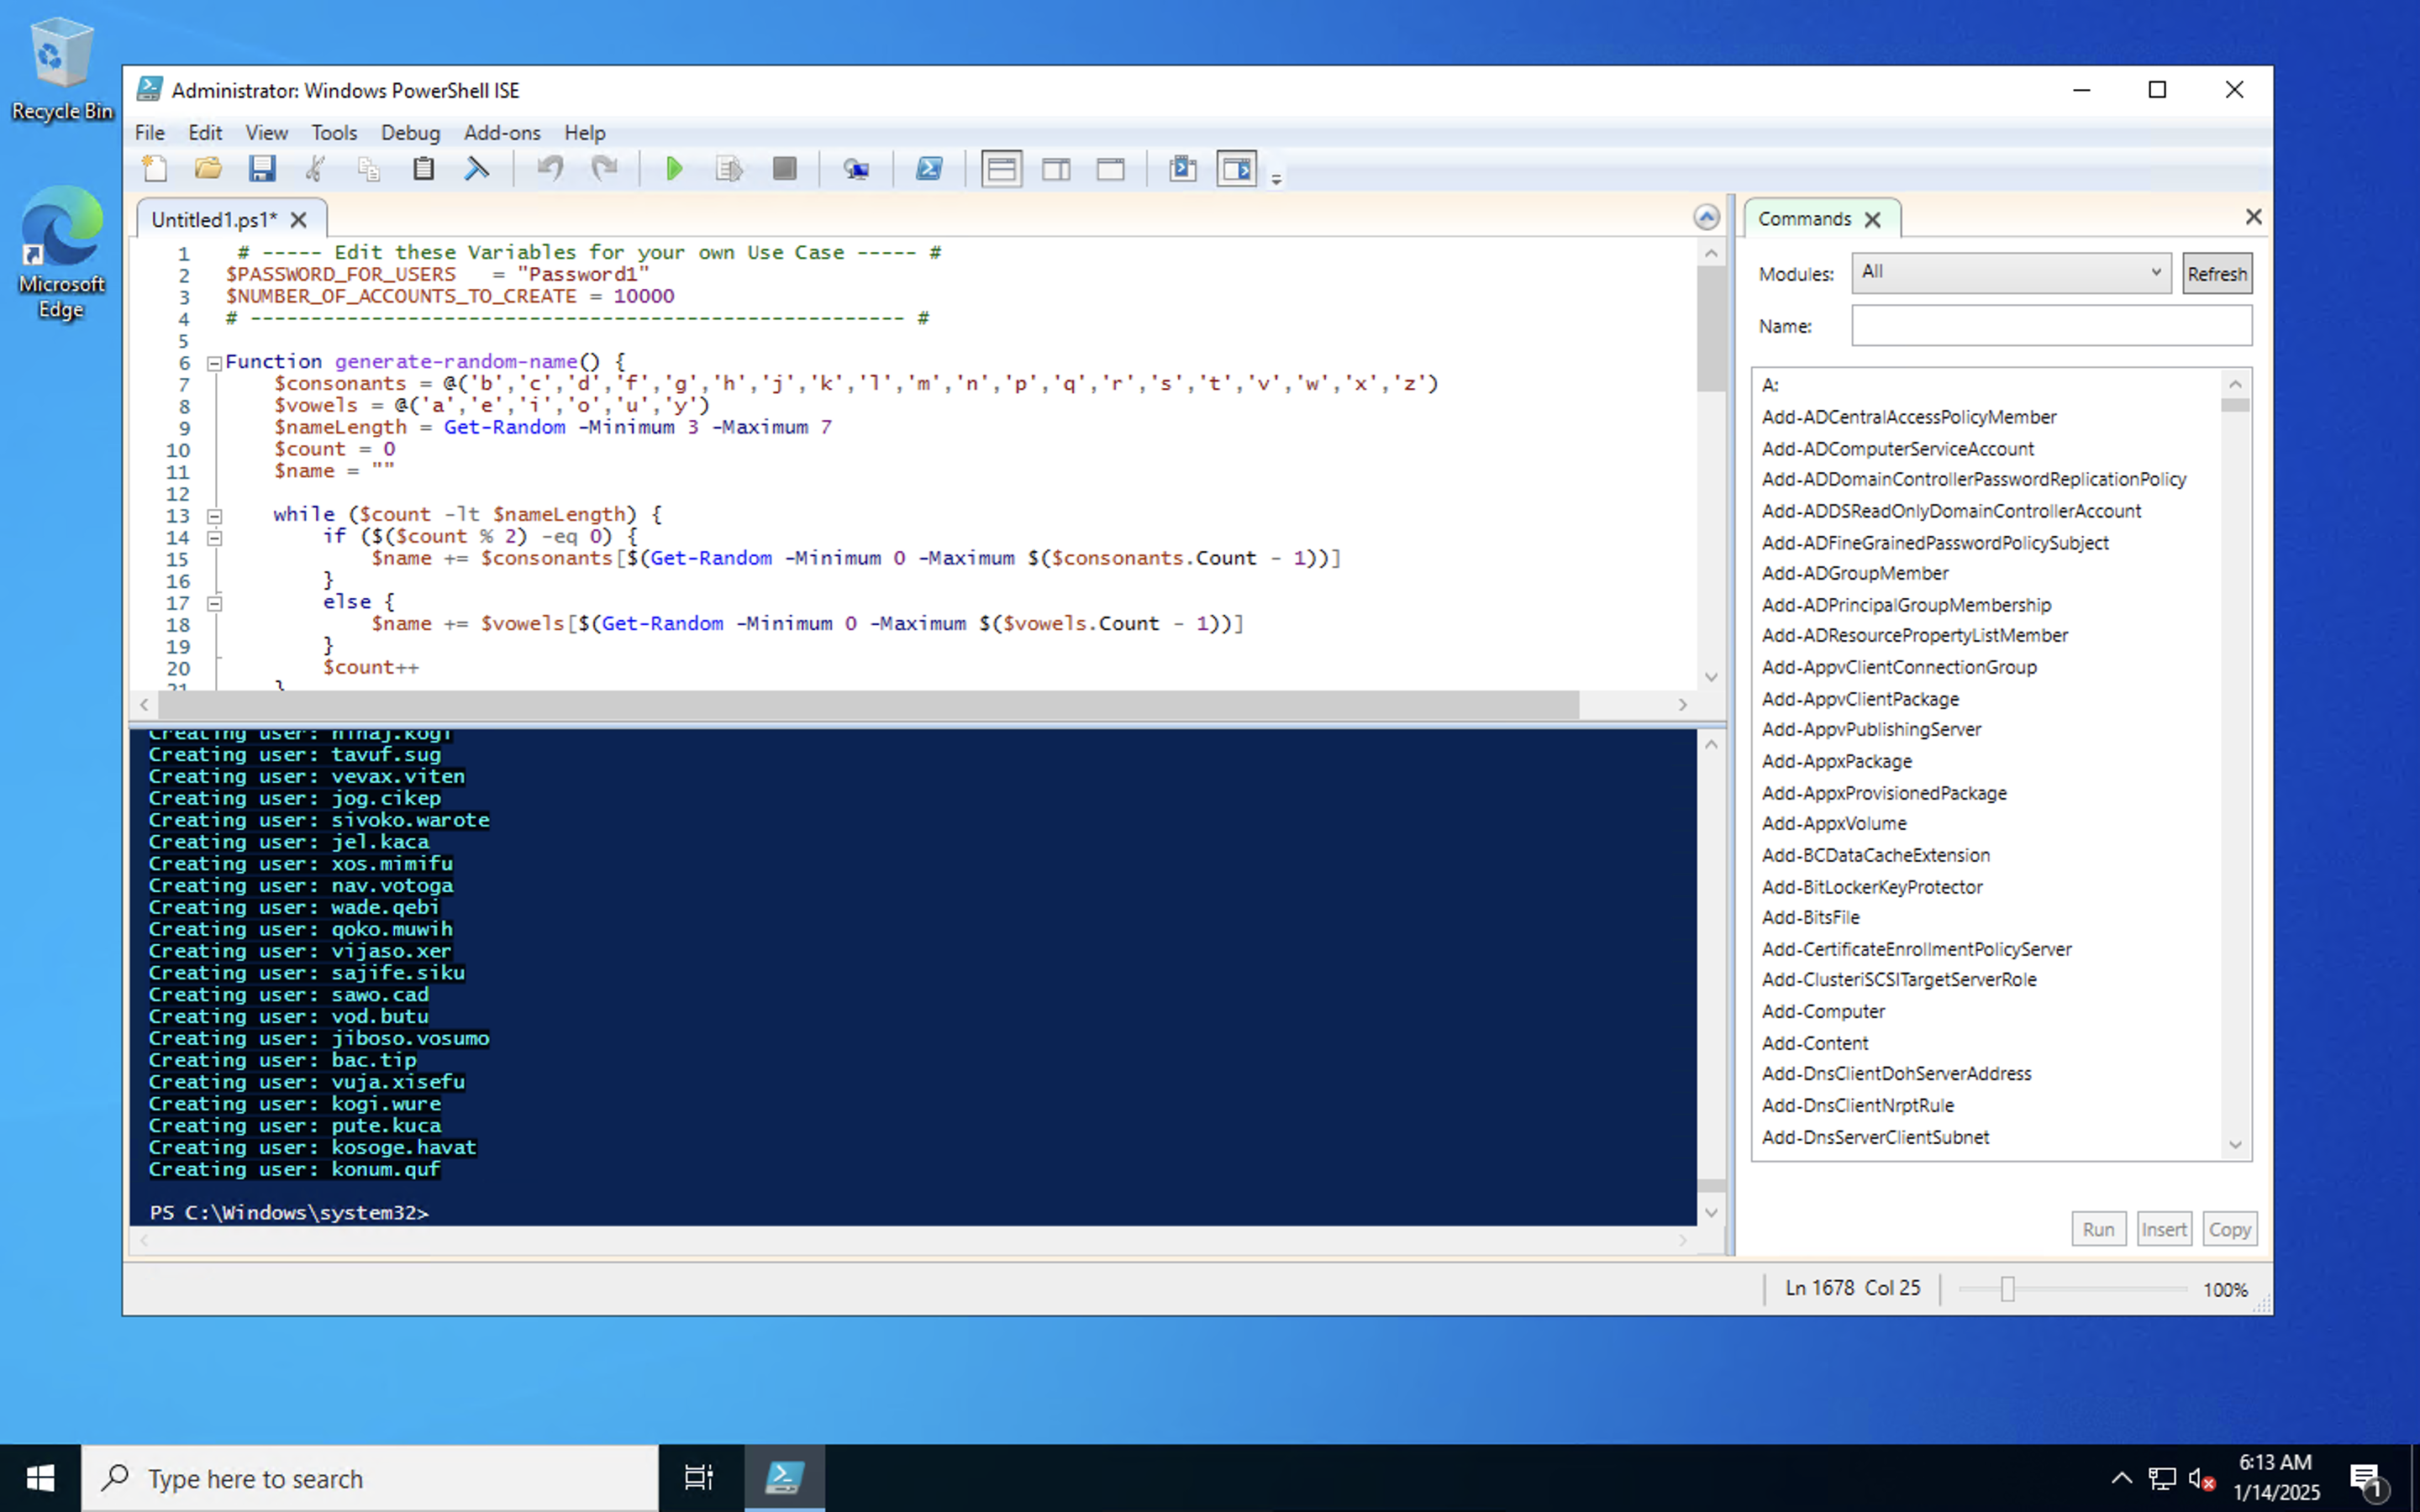 Recycle Bin
Microsoft
Edge
Administrator: Windows PowerShell ISE
File Edit View Tools Debug Add-ons Help
Untitled1.ps1*
1 # ----- Edit these Variables for your own Use Case ----- #
2 $PASSWORD_FOR_USERS   = "Password1"
3 $NUMBER_OF_ACCOUNTS_TO_CREATE = 10000
4 # ------------------------------------------------------ #
5
6 Function generate-random-name() {
7     $consonants = @('b','c','d','f','g','h','j','k','l','m','n','p','q','r','s','t','v','w','x','z')
8     $vowels = @('a','e','i','o','u','y')
9     $nameLength = Get-Random -Minimum 3 -Maximum 7
10     $count = 0
11     $name = ""
12
13     while ($count -lt $nameLength) {
14         if ($($count % 2) -eq 0) {
15             $name += $consonants[$(Get-Random -Minimum 0 -Maximum $($consonants.Count - 1))]
16         }
17         else {
18             $name += $vowels[$(Get-Random -Minimum 0 -Maximum $($vowels.Count - 1))]
19         }
20         $count++
21     }
Creating user: ninaj.kogi
Creating user: tavuf.sug
Creating user: vevax.viten
Creating user: jog.cikep
Creating user: sivoko.warote
Creating user: jel.kaca
Creating user: xos.mimifu
Creating user: nav.votoga
Creating user: wade.qebi
Creating user: qoko.muwih
Creating user: vijaso.xer
Creating user: sajife.siku
Creating user: sawo.cad
Creating user: vod.butu
Creating user: jiboso.vosumo
Creating user: bac.tip
Creating user: vuja.xisefu
Creating user: kogi.wure
Creating user: pute.kuca
Creating user: kosoge.havat
Creating user: konum.quf
PS C:\Windows\system32>
Commands
Modules: All Refresh
Name:
A:
Add-ADCentralAccessPolicyMember
Add-ADComputerServiceAccount
Add-ADDomainControllerPasswordReplicationPolicy
Add-ADDSReadOnlyDomainControllerAccount
Add-ADFineGrainedPasswordPolicySubject
Add-ADGroupMember
Add-ADPrincipalGroupMembership
Add-ADResourcePropertyListMember
Add-AppvClientConnectionGroup
Add-AppvClientPackage
Add-AppvPublishingServer
Add-AppxPackage
Add-AppxProvisionedPackage
Add-AppxVolume
Add-BCDataCacheExtension
Add-BitLockerKeyProtector
Add-BitsFile
Add-CertificateEnrollmentPolicyServer
Add-ClusteriSCSITargetServerRole
Add-Computer
Add-Content
Add-DnsClientDohServerAddress
Add-DnsClientNrptRule
Add-DnsServerClientSubnet
Run Insert Copy
Ln 1678 Col 25 100%
Type here to search
6:13 AM
1/14/2025
1